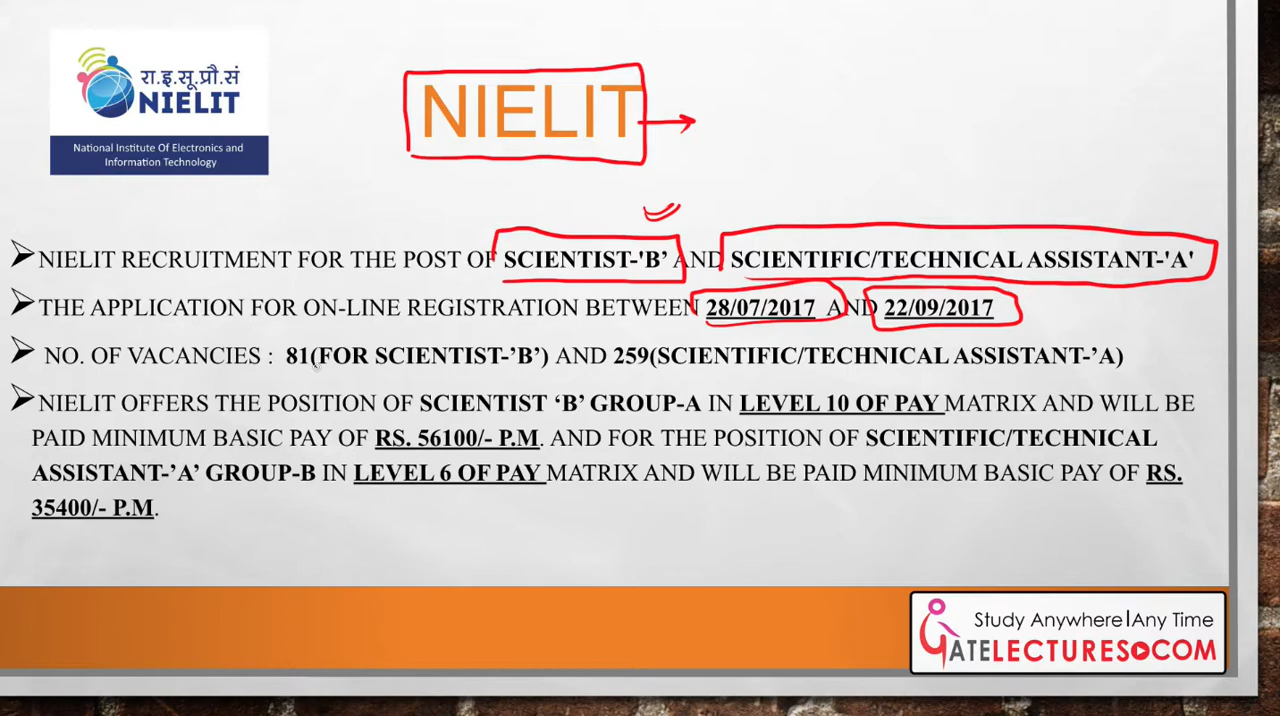 रा.इ.सू.प्रौ.सं
NIELIT
National Institute Of Electronics and
Information Technology
NIELIT
NIELIT RECRUITMENT FOR THE POST OF SCIENTIST-'B’ AND SCIENTIFIC/TECHNICAL ASSISTANT-'A'
THE APPLICATION FOR ON-LINE REGISTRATION BETWEEN 28/07/2017 AND 22/09/2017
NO. OF VACANCIES : 81(FOR SCIENTIST-’B’) AND 259(SCIENTIFIC/TECHNICAL ASSISTANT-’A)
NIELIT OFFERS THE POSITION OF SCIENTIST ‘B’ GROUP-A IN LEVEL 10 OF PAY MATRIX AND WILL BE
PAID MINIMUM BASIC PAY OF RS. 56100/- P.M. AND FOR THE POSITION OF SCIENTIFIC/TECHNICAL
ASSISTANT-’A’ GROUP-B IN LEVEL 6 OF PAY MATRIX AND WILL BE PAID MINIMUM BASIC PAY OF RS.
35400/- P.M.
Study Anywhere|Any Time
GATELECTURES.COM